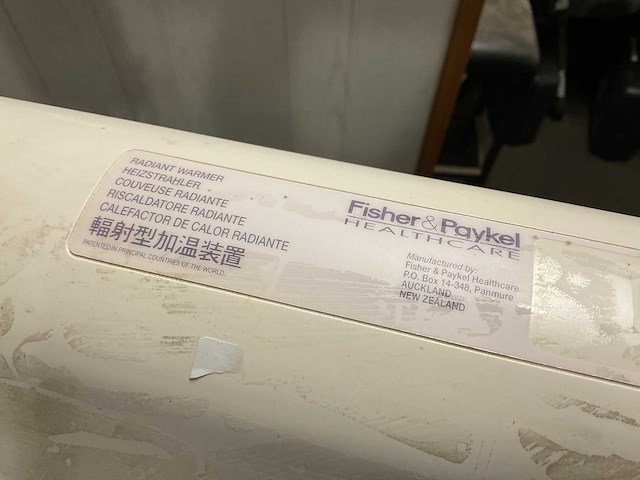 RADIANT WARMER
HEIZSTRAHLER
COUVEUSE RADIANTE
RISCALDATORE RADIANTE
CALEFACTOR DE CALOR RADIANTE
輻射型加温装置
PATENTED IN PRINCIPAL COUNTRIES OF THE WORLD.
Fisher & Paykel
HEALTHCARE
Manufactured by:
Fisher & Paykel Healthcare
P.O. Box 14-348, Panmure
AUCKLAND
NEW ZEALAND